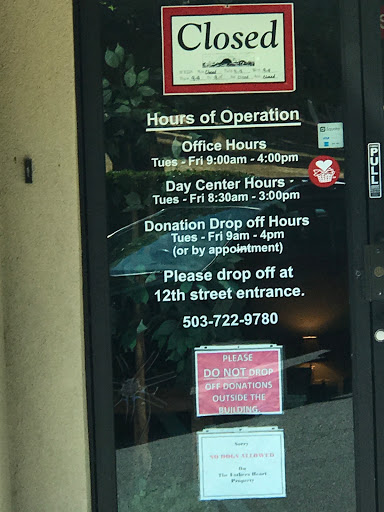 Closed
Hours of Operation
Office Hours
Tues - Fri 9:00am - 4:00pm
Day Center Hours
Tues - Fri 8:30am - 3:00pm
Donation Drop off Hours
Tues - Fri 9am - 4pm
(or by appointment)
Please drop off at
12th street entrance.
503-722-9780
PULL
PLEASE
DO NOT DROP
OFF DONATIONS
OUTSIDE THE
BUILDING.
Sorry
NO DOGS ALLOWED
On
The Fathers Heart
Property